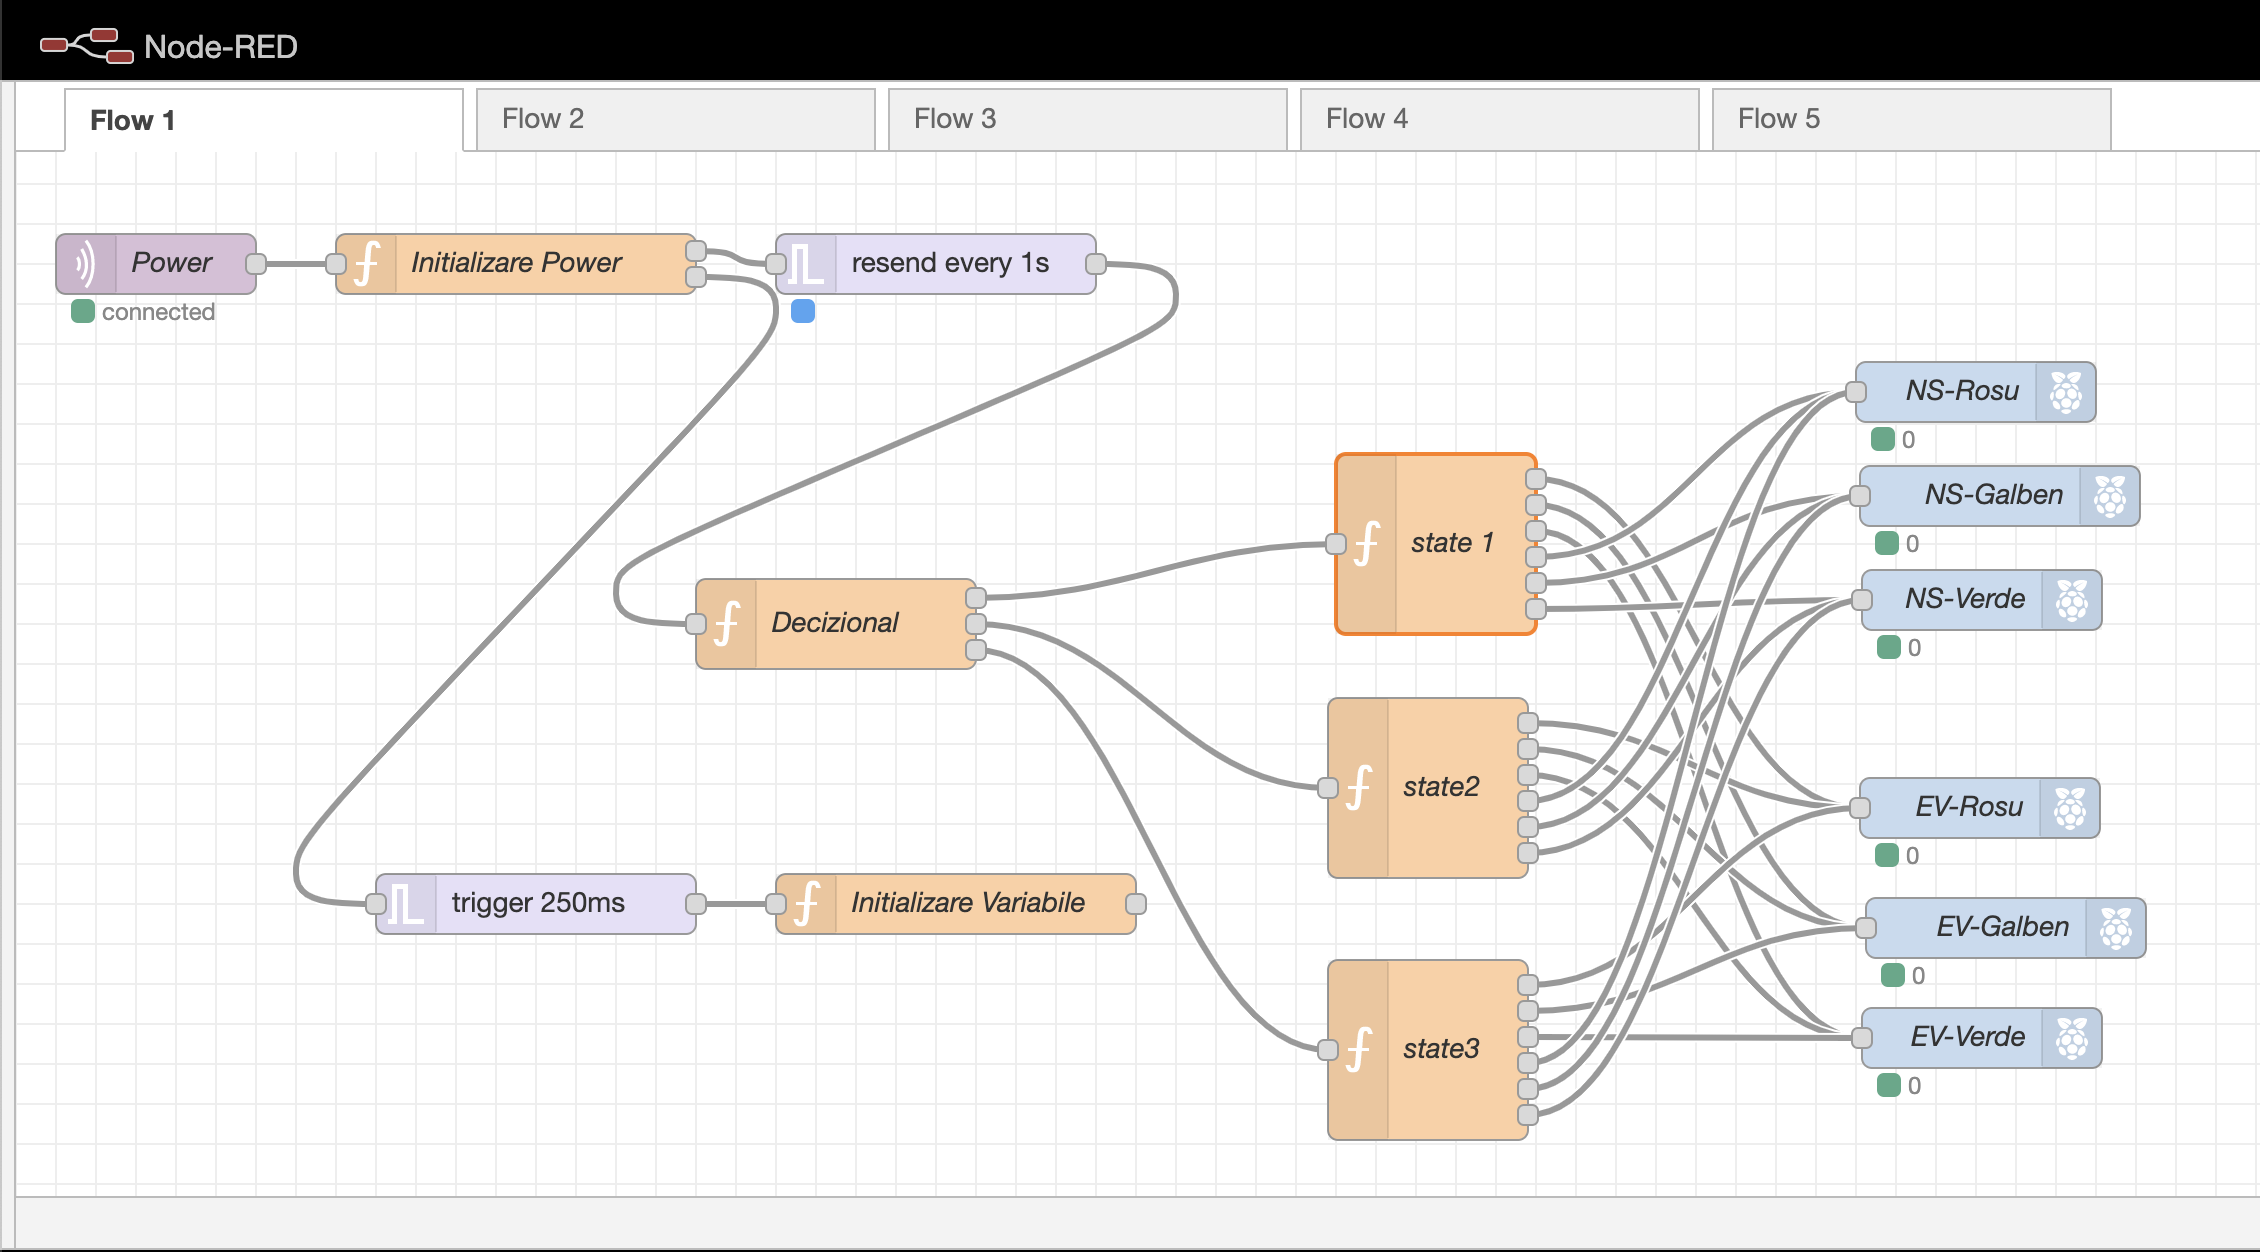 Node-RED
Flow 1
Flow 2
Flow 3
Flow 4
Flow 5
Power
connected
Initializare Power
resend every 1s
NS-Rosu
0
NS-Galben
0
state 1
NS-Verde
0
Decizional
state2
EV-Rosu
0
trigger 250ms
Initializare Variabile
EV-Galben
0
state3
EV-Verde
0